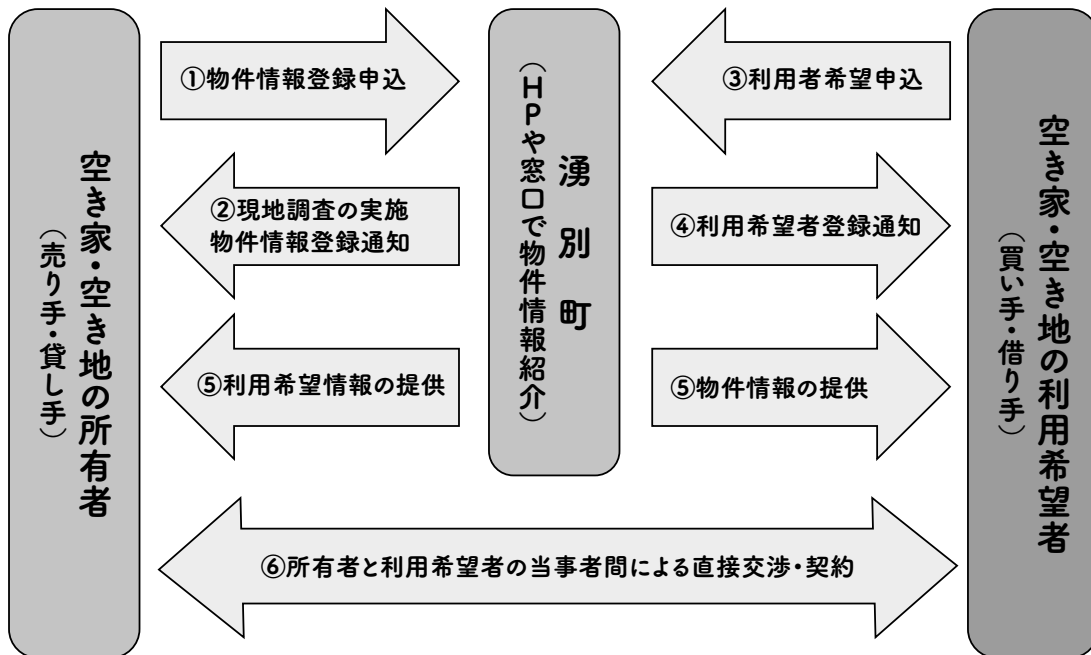 空き家・空き地の所有者
（売り手・貸し手）
①物件情報登録申込
②現地調査の実施
物件情報登録通知
⑤利用希望情報の提供
湧別町
（HPや窓口で物件情報紹介）
③利用者希望申込
④利用希望者登録通知
⑤物件情報の提供
⑥所有者と利用希望者の当事者間による直接交渉・契約
空き家・空き地の利用希望者
（買い手・借り手）